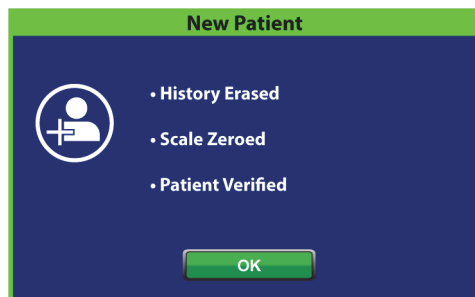 New Patient
• History Erased
• Scale Zeroed
• Patient Verified
OK